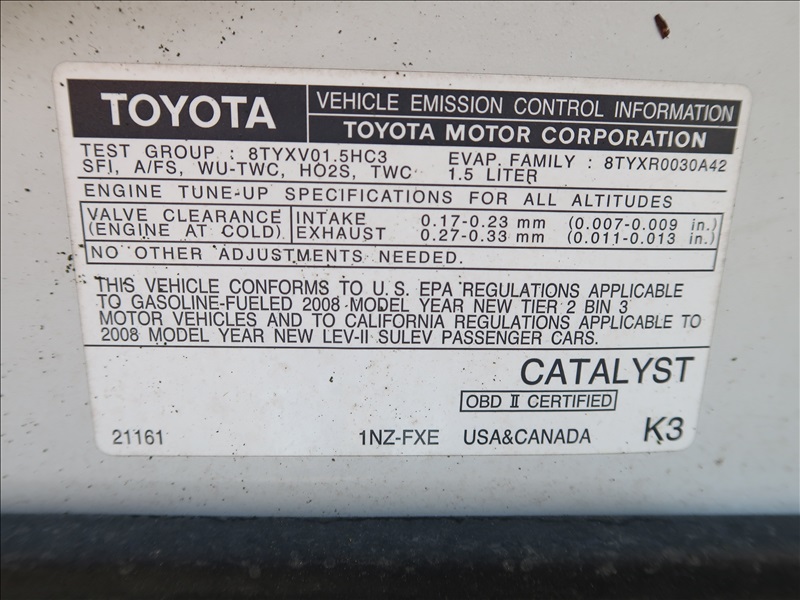 TOYOTA
VEHICLE EMISSION CONTROL INFORMATION
TOYOTA MOTOR CORPORATION
TEST GROUP : 8TYXV01.5HC3 EVAP. FAMILY : 8TYXR0030A42
SFI, A/FS, WU-TWC, HO2S, TWC 1.5 LITER
ENGINE TUNE-UP SPECIFICATIONS FOR ALL ALTITUDES
VALVE CLEARANCE INTAKE 0.17-0.23 mm (0.007-0.009 in.)
(ENGINE AT COLD) EXHAUST 0.27-0.33 mm (0.011-0.013 in.)
NO OTHER ADJUSTMENTS NEEDED.
THIS VEHICLE CONFORMS TO U.S. EPA REGULATIONS APPLICABLE
TO GASOLINE-FUELED 2008 MODEL YEAR NEW TIER 2 BIN 3
MOTOR VEHICLES AND TO CALIFORNIA REGULATIONS APPLICABLE TO
2008 MODEL YEAR NEW LEV-II SULEV PASSENGER CARS.
CATALYST
OBD II CERTIFIED
21161 1NZ-FXE USA&CANADA K3